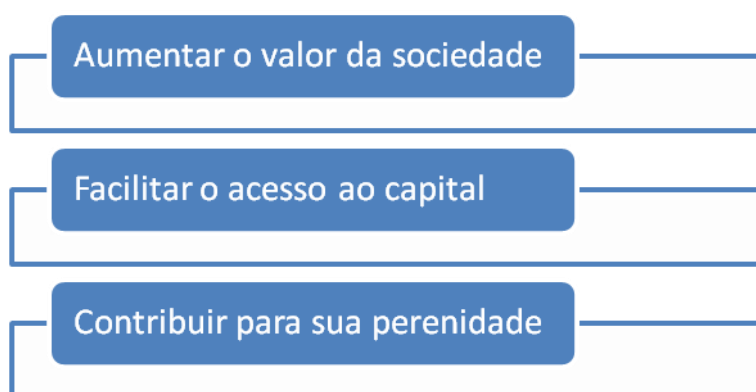 Aumentar o valor da sociedade
Facilitar o acesso ao capital
Contribuir para sua perenidade